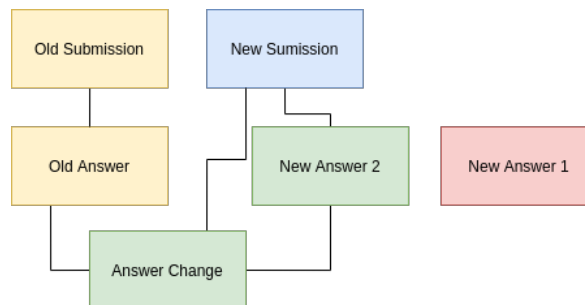 Old Submission
New Sumission
Old Answer
New Answer 2
New Answer 1
Answer Change